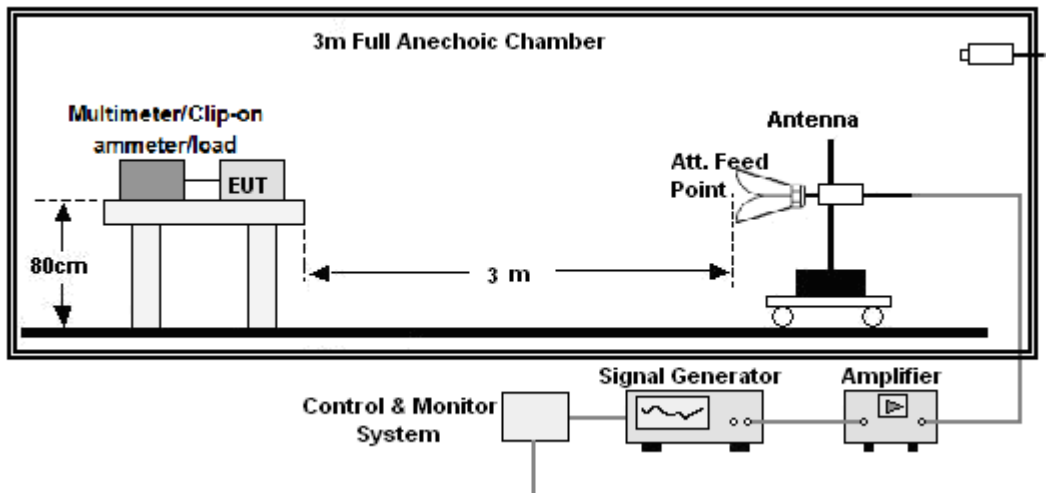 3m Full Anechoic Chamber
Multimeter/Clip-on
ammeter/load
EUT
Antenna
Att. Feed
Point
80cm
3 m
Signal Generator
Amplifier
Control & Monitor
System